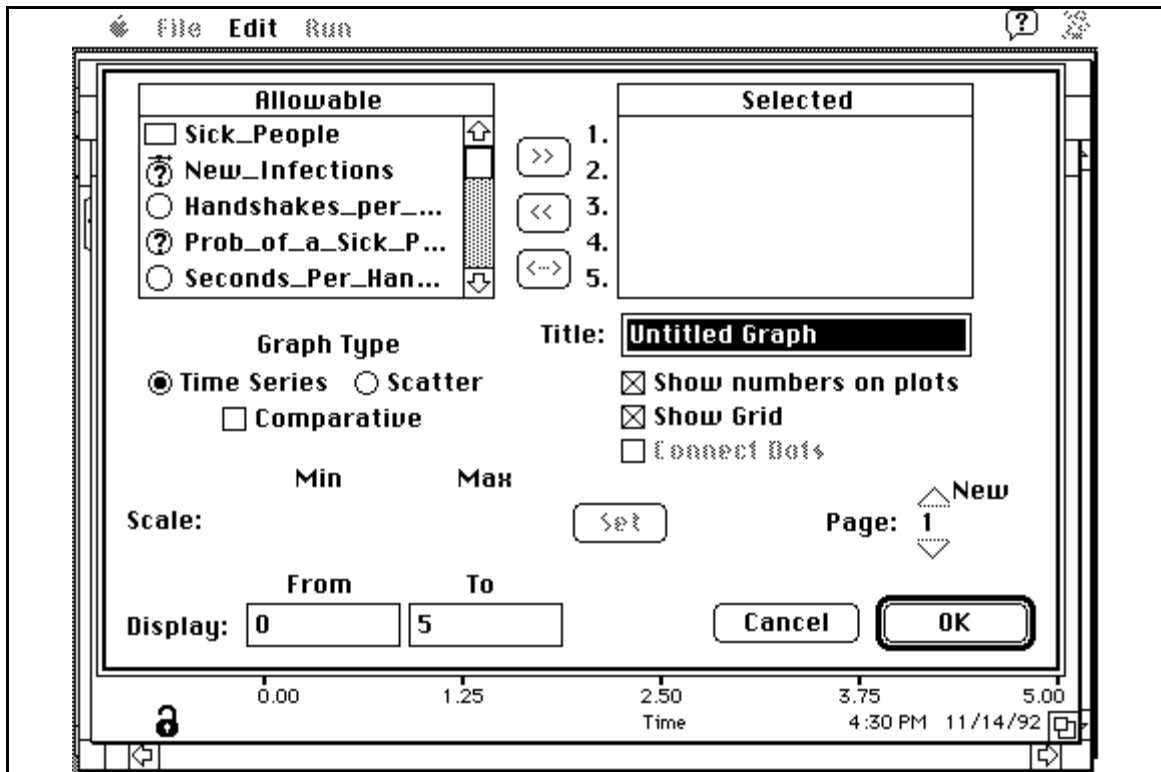 File Edit Run
Allowable
Sick_People
New_Infections
Handshakes_per_...
Prob_of_a_Sick_P...
Seconds_Per_Han...
>>
<<
<...>
1.
2.
3.
4.
5.
Selected
Title: Untitled Graph
Graph Type
Time Series Scatter
Comparative
Show numbers on plots
Show Grid
Connect Dots
Min Max
Scale:
Set
New
Page: 1
From To
Display: 0 5
Cancel OK
0.00 1.25 2.50 3.75 5.00
Time 4:30 PM 11/14/92